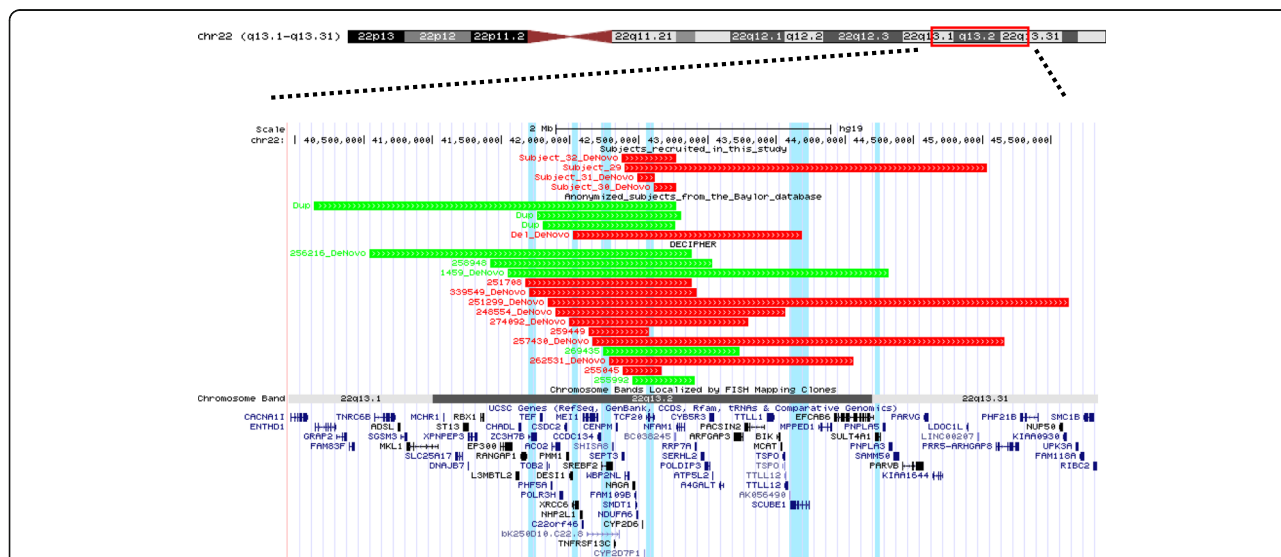 chr22 (q13.1-q13.31) 22p13 22p12 22p11.2 22q11.21 22q12.1 q12.2 22q12.3 22q13.1 q13.2 22q13.31
Scale 2 Mb hg19
chr22: 40,500,000 41,000,000 41,500,000 42,000,000 42,500,000 43,000,000 43,500,000 44,000,000 44,500,000 45,000,000 45,500,000
Subjects_recruited_in_this_study
Subject_32_DeNovo
Subject_29
Subject_31_DeNovo
Subject_30_DeNovo
Anonymized_subjects_from_the_Baylor_database
Dup
Dup
Dup
Del_DeNovo
DECIPHER
256216_DeNovo
258948
1459_DeNovo
251708
339549_DeNovo
251299_DeNovo
248554_DeNovo
274092_DeNovo
259449
257430_DeNovo
269435
262531_DeNovo
255045
255992
Chromosome Bands Localized by FISH Mapping Clones
Chromosome Band 22q13.1 22q13.2 22q13.31
UCSC Genes (RefSeq, GenBank, CCDS, Rfam, tRNAs & Comparative Genomics)
CACNA1I TNRC6B MCHR1 RBX1 TEF MEI1 TCF20 CYB5R3 TTLL1 EFCAB6 PARVG PHF21B SMC1B
ENTHD1 ADSL ST13 CHADL CSDC2 CENPM NFAM1 PACSIN2 MPPED1 PNPLA5 LDOC1L NUP50
GRAP2 SGSM3 XPNPEP3 ZC3H7B CCDC134 BC038245 ARFGAP3 BIK SULT4A1 LINC00207 KIAA0930
FAM83F MKL1 EP300 ACO2 SHISA8 RRP7A MCAT PNPLA3 PRR5-ARHGAP8 UPK3A
SLC25A17 RANGAP1 PMM1 SEPT3 SERHL2 TSPO SAMM50 FAM118A
DNAJB7 TOB2 SREBF2 POLDIP3 TSPO PARVB RIBC2
L3MBTL2 DESI1 WBP2NL ATP5L2 TTLL12 KIAA1644
PHF5A NAGA A4GALT TTLL12
POLR3H FAM109B AK056490
XRCC6 SMDT1 SCUBE1
NHP2L1 NDUFA6
C22orf46 CYP2D6
bK250D10.C22.8
TNFRSF13C
CYP2D7P1